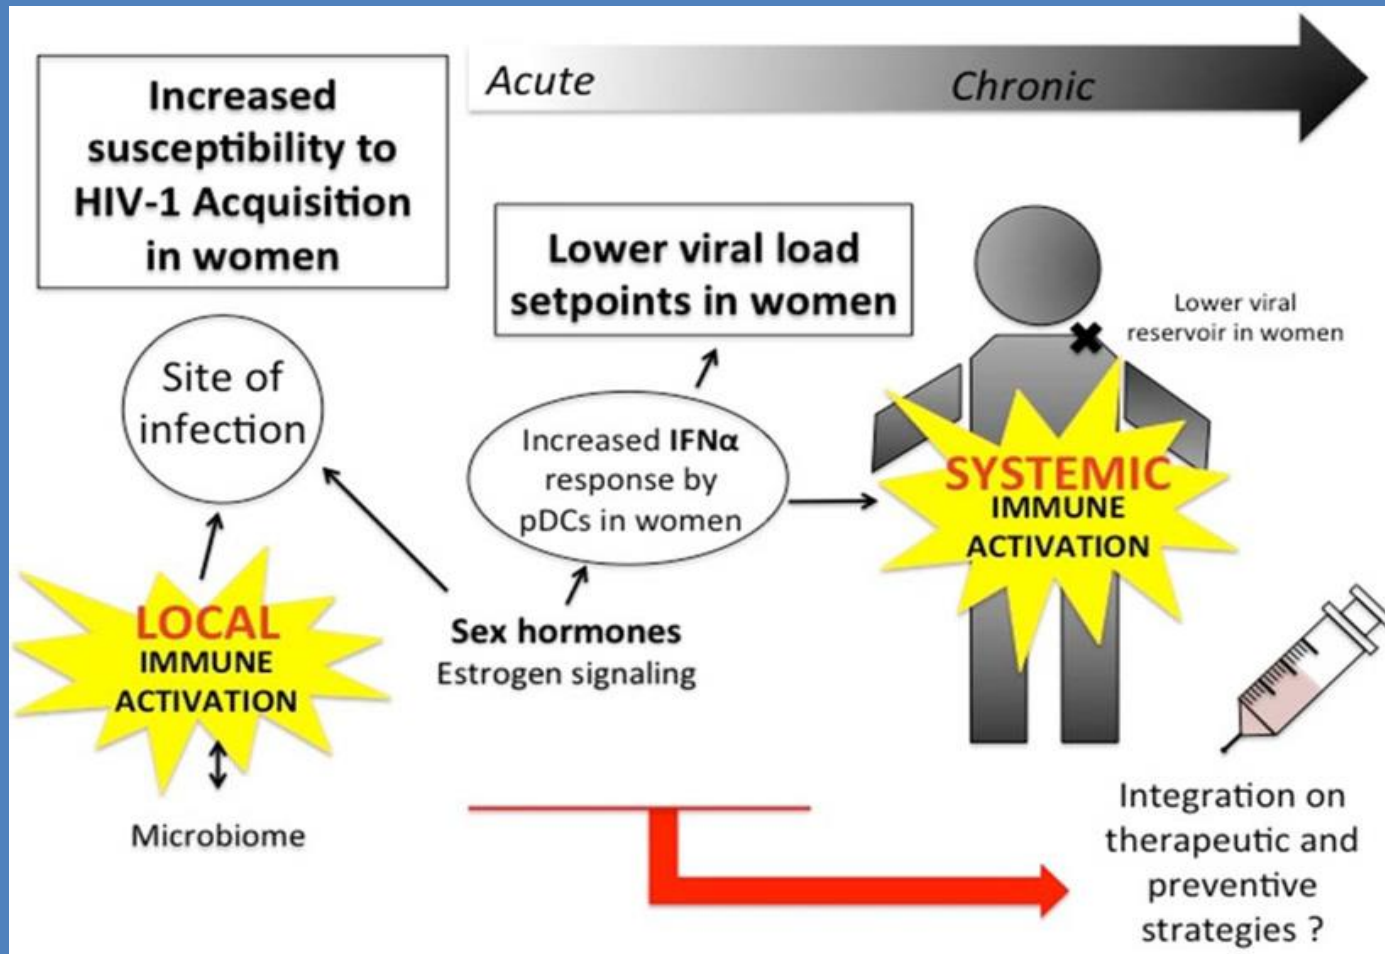 Increased
susceptibility to
HIV-1 Acquisition
in women
Acute
Chronic
Lower viral load
setpoints in women
Lower viral
reservoir in women
Site of
infection
Increased IFNα
response by
pDCs in women
SYSTEMIC
IMMUNE
ACTIVATION
LOCAL
IMMUNE
ACTIVATION
Sex hormones
Estrogen signaling
Microbiome
Integration on
therapeutic and
preventive
strategies ?